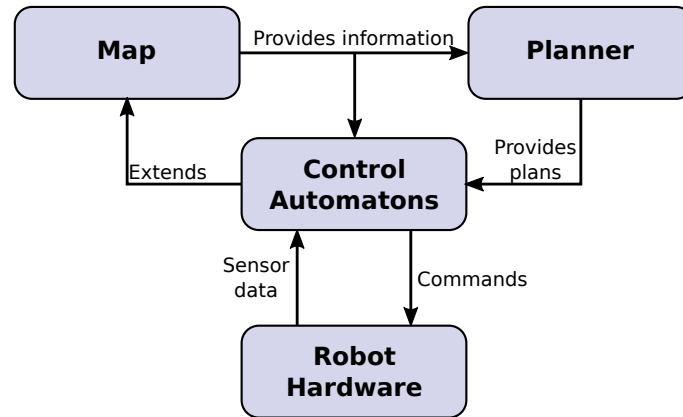 Map
Provides information
Planner
Extends
Control
Automatons
Provides
plans
Sensor
data
Commands
Robot
Hardware